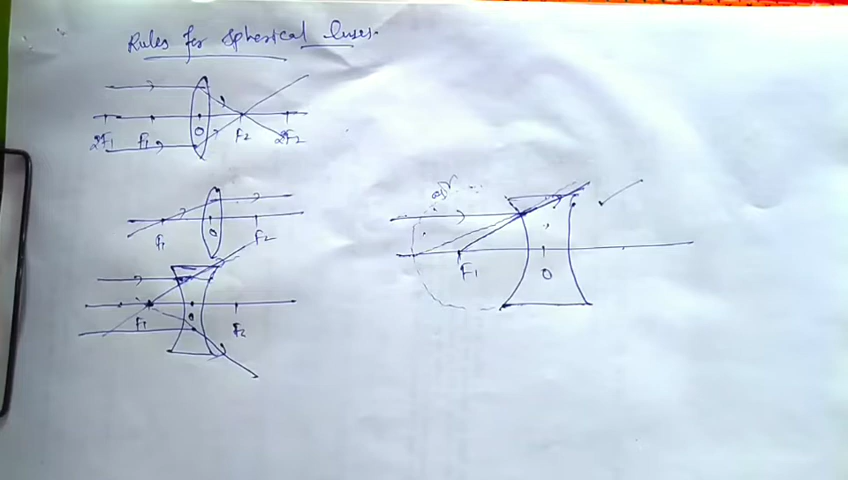 Rules for Spherical lenses.
2F1 F1 O F2 2F2
F1 O F2
F1 O F2
F1 O